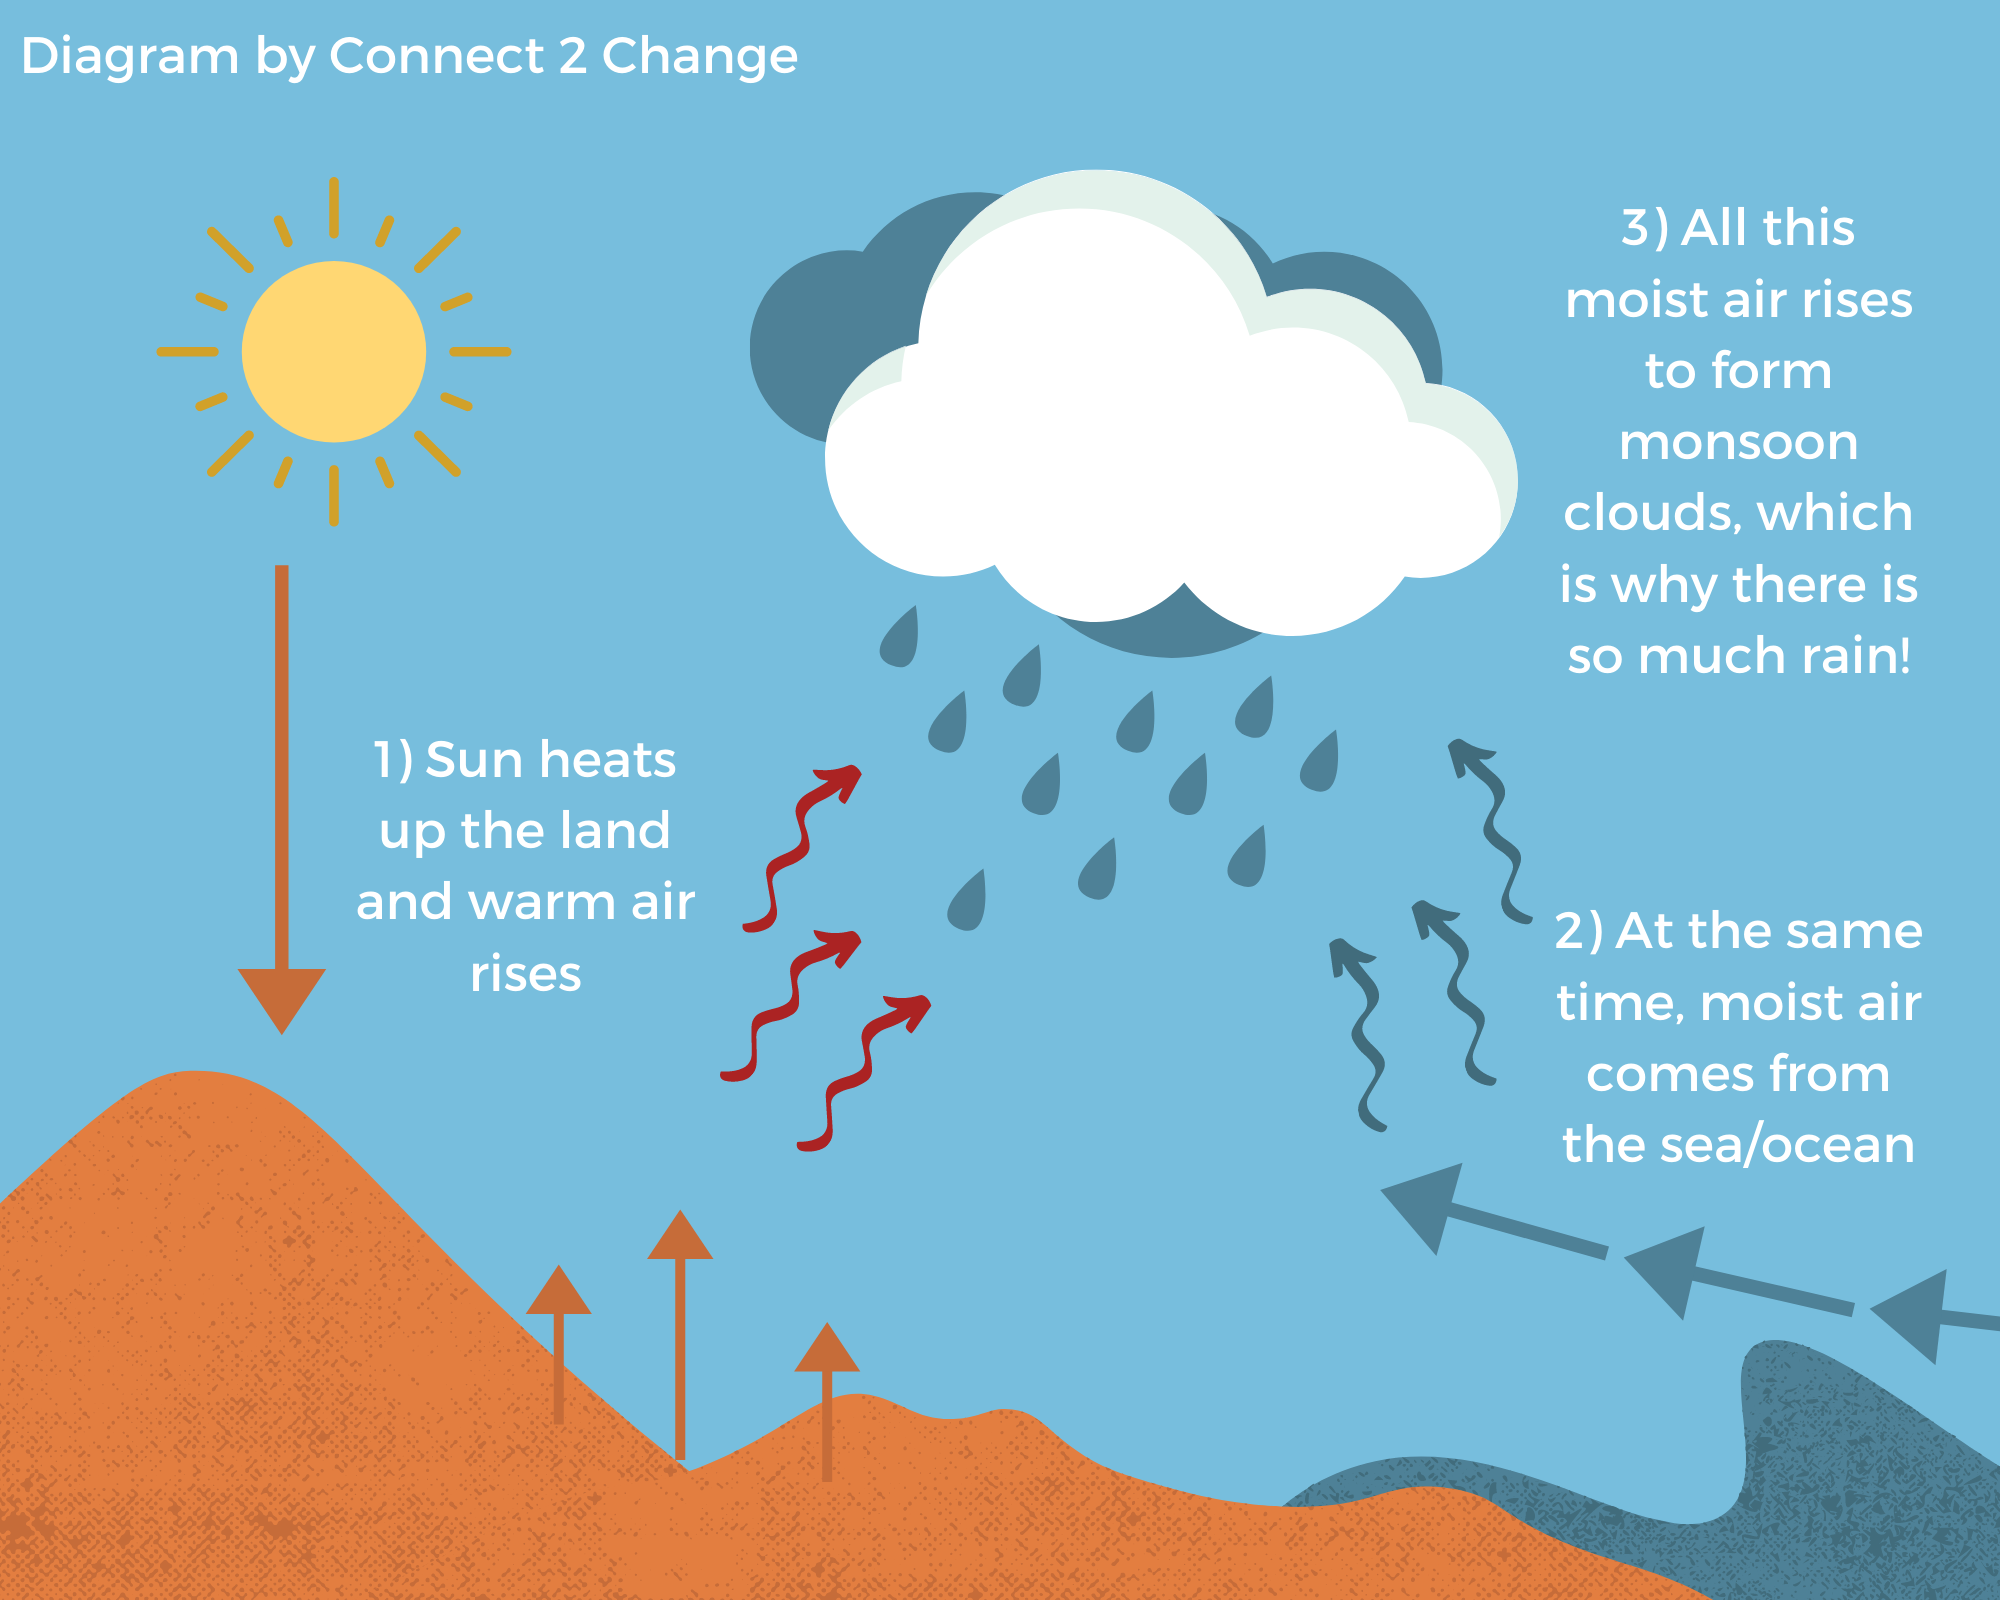 Diagram by Connect 2 Change
1) Sun heats
up the land
and warm air
rises
2) At the same
time, moist air
comes from
the sea/ocean
3) All this
moist air rises
to form
monsoon
clouds, which
is why there is
so much rain!